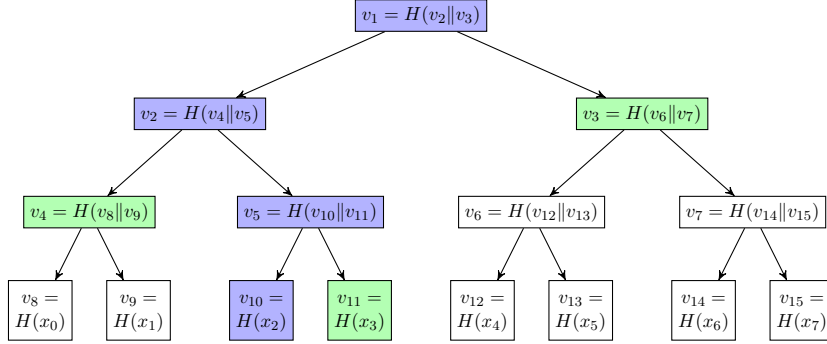 v₁ = H(v₂‖v₃)
v₂ = H(v₄‖v₅)
v₃ = H(v₆‖v₇)
v₄ = H(v₈‖v₉)
v₅ = H(v₁₀‖v₁₁)
v₆ = H(v₁₂‖v₁₃)
v₇ = H(v₁₄‖v₁₅)
v₈ =
H(x₀)
v₉ =
H(x₁)
v₁₀ =
H(x₂)
v₁₁ =
H(x₃)
v₁₂ =
H(x₄)
v₁₃ =
H(x₅)
v₁₄ =
H(x₆)
v₁₅ =
H(x₇)